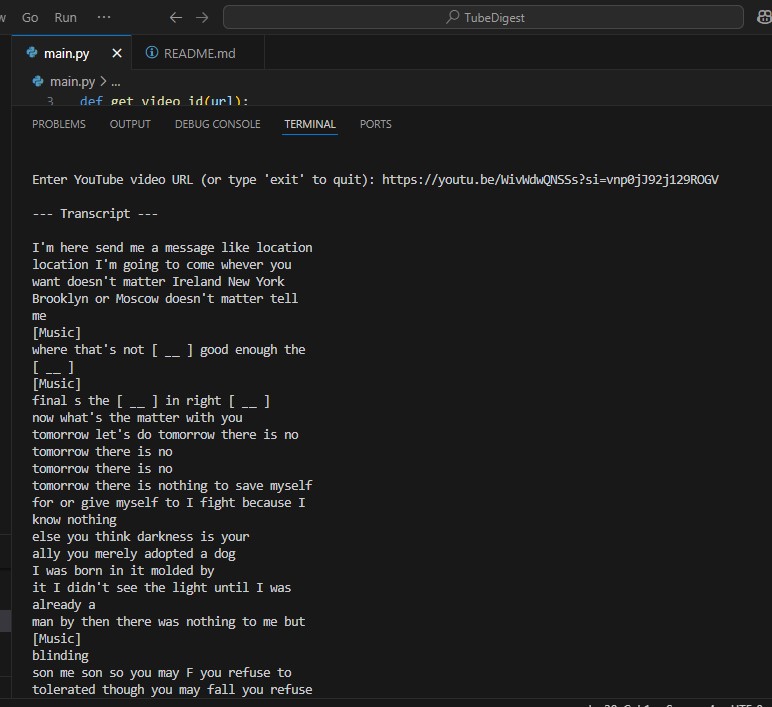 Go Run ···
TubeDigest
main.py × README.md
main.py > ...
3 def get_video_id(url):
PROBLEMS OUTPUT DEBUG CONSOLE TERMINAL PORTS
Enter YouTube video URL (or type 'exit' to quit): https://youtu.be/WivWdwQNSSs?si=vnp0jJ92j129ROGV
--- Transcript ---
I'm here send me a message like location
location I'm going to come whever you
want doesn't matter Ireland New York
Brooklyn or Moscow doesn't matter tell
me
[Music]
where that's not [ __ ] good enough the
[ __ ]
[Music]
final s the [ __ ] in right [ __ ]
now what's the matter with you
tomorrow let's do tomorrow there is no
tomorrow there is no
tomorrow there is no
tomorrow there is nothing to save myself
for or give myself to I fight because I
know nothing
else you think darkness is your
ally you merely adopted a dog
I was born in it molded by
it I didn't see the light until I was
already a
man by then there was nothing to me but
[Music]
blinding
son me son so you may F you refuse to
tolerated though you may fall you refuse